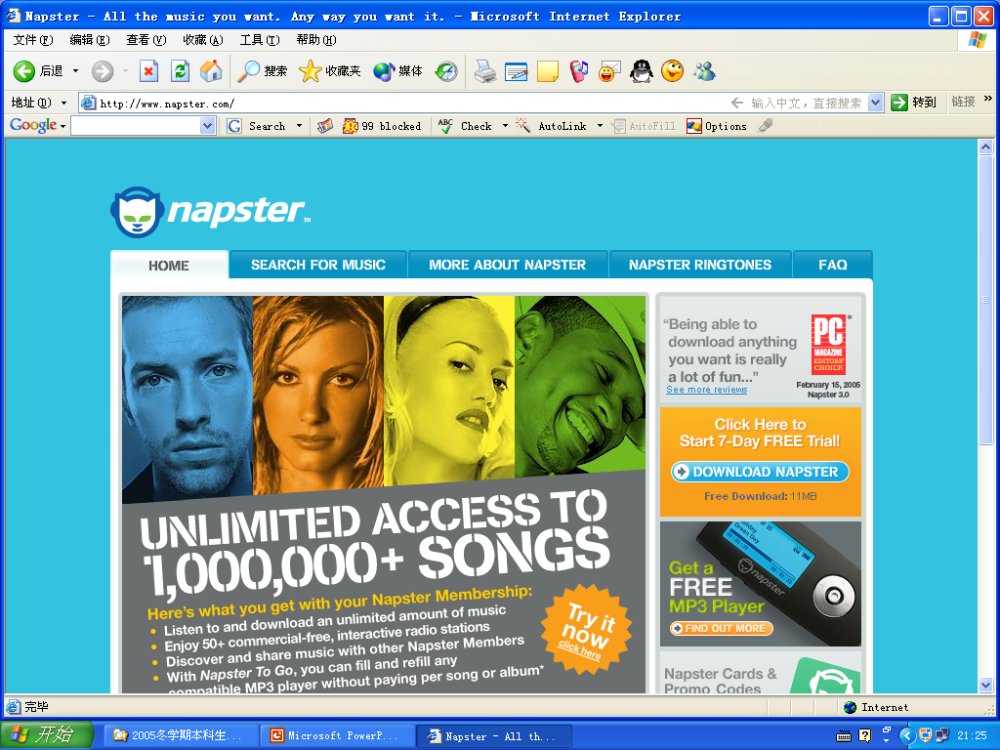 Napster - All the music you want. Any way you want it. - Microsoft Internet Explorer
文件(F) 编辑(E) 查看(V) 收藏(A) 工具(T) 帮助(H)
后退 搜索 收藏夹 媒体
地址(D) http://www.napster.com/ 输入中文，直接搜索 转到 链接 »
Google G Search 99 blocked ABC Check AutoLink AutoFill Options
napster™
HOME SEARCH FOR MUSIC MORE ABOUT NAPSTER NAPSTER RINGTONES FAQ
“Being able to
download anything
you want is really
a lot of fun...”
See more reviews
PC
MAGAZINE
EDITORS'
CHOICE
®
February 15, 2005
Napster 3.0
Click Here to
Start 7-Day FREE Trial!
DOWNLOAD NAPSTER
Free Download: 11MB
UNLIMITED ACCESS TO
1,000,000+ SONGS
Here's what you get with your Napster Membership:
• Listen to and download an unlimited amount of music
• Enjoy 50+ commercial-free, interactive radio stations
• Discover and share music with other Napster Members
• With Napster To Go, you can fill and refill any
compatible MP3 player without paying per song or album*
Try it
now
click here
Green Day
napster
Get a
FREE
MP3 Player
FIND OUT MORE
Napster Cards &
Promo Codes
完毕 Internet
开始 2005冬学期本科生... Microsoft PowerP... Napster - All th... 21:25